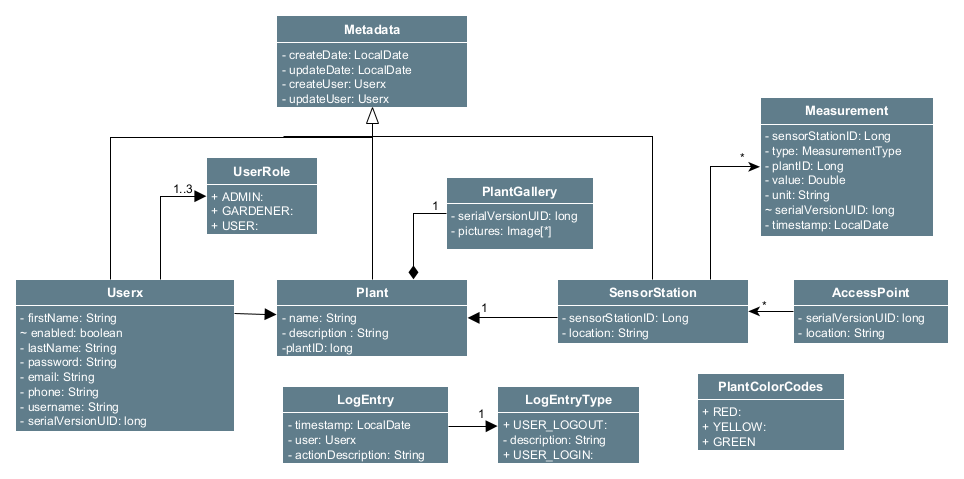 Metadata
- createDate: LocalDate
- updateDate: LocalDate
- createUser: Userx
- updateUser: Userx
Measurement
- sensorStationID: Long
- type: MeasurementType
- plantID: Long
- value: Double
- unit: String
~ serialVersionUID: long
- timestamp: LocalDate
*
UserRole
+ ADMIN:
+ GARDENER:
+ USER:
1..3
PlantGallery
- serialVersionUID: long
- pictures: Image[*]
1
Userx
- firstName: String
~ enabled: boolean
- lastName: String
- password: String
- email: String
- phone: String
- username: String
- serialVersionUID: long
Plant
- name: String
- description : String
-plantID: long
1
SensorStation
- sensorStationID: Long
- location: String
*
AccessPoint
- serialVersionUID: long
- location: String
LogEntry
- timestamp: LocalDate
- user: Userx
- actionDescription: String
1
LogEntryType
+ USER_LOGOUT:
- description: String
+ USER_LOGIN:
PlantColorCodes
+ RED:
+ YELLOW:
+ GREEN